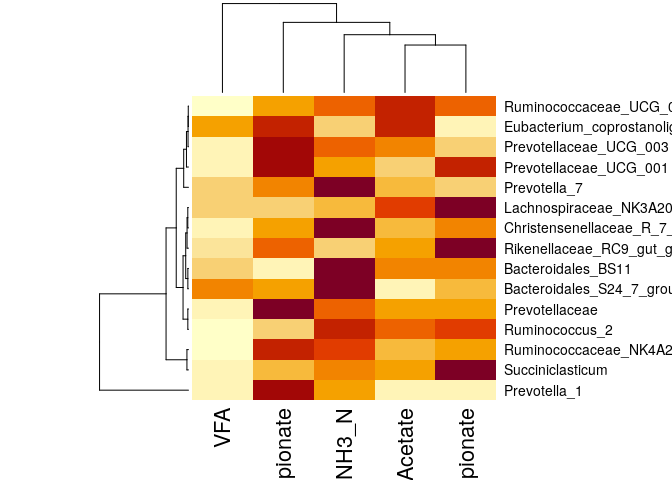 Ruminococcaceae_UCG_0
Eubacterium_coprostanolig
Prevotellaceae_UCG_003
Prevotellaceae_UCG_001
Prevotella_7
Lachnospiraceae_NK3A20
Christensenellaceae_R_7_
Rikenellaceae_RC9_gut_g
Bacteroidales_BS11
Bacteroidales_S24_7_grou
Prevotellaceae
Ruminococcus_2
Ruminococcaceae_NK4A2
Succiniclasticum
Prevotella_1
VFA
pionate
NH3_N
Acetate
pionate